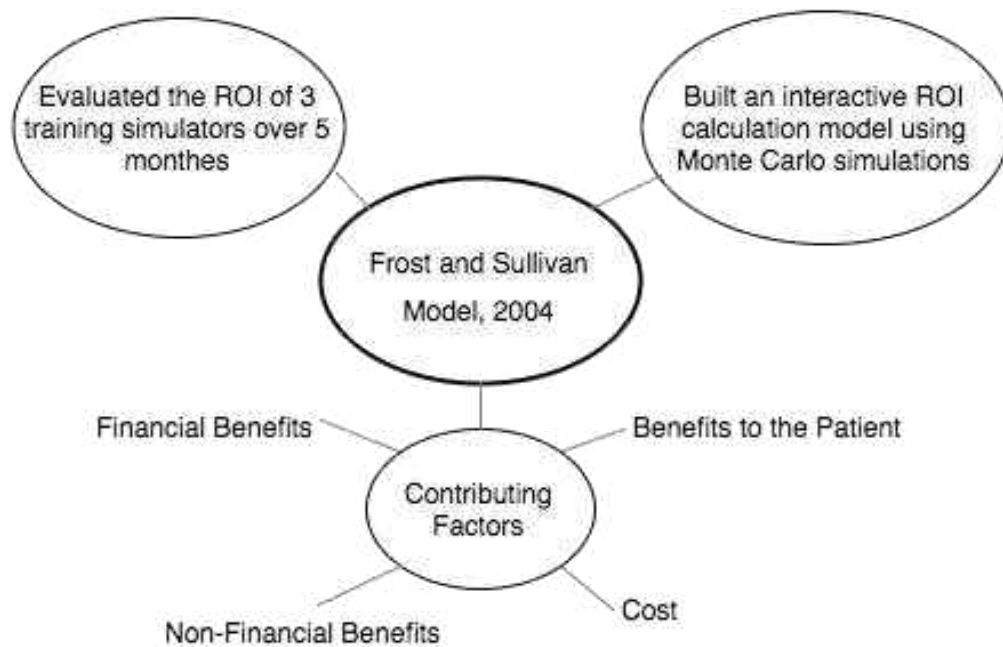 Evaluated the ROI of 3
training simulators over 5
monthes
Built an interactive ROI
calculation model using
Monte Carlo simulations
Frost and Sullivan
Model, 2004
Financial Benefits
Benefits to the Patient
Contributing
Factors
Non-Financial Benefits
Cost